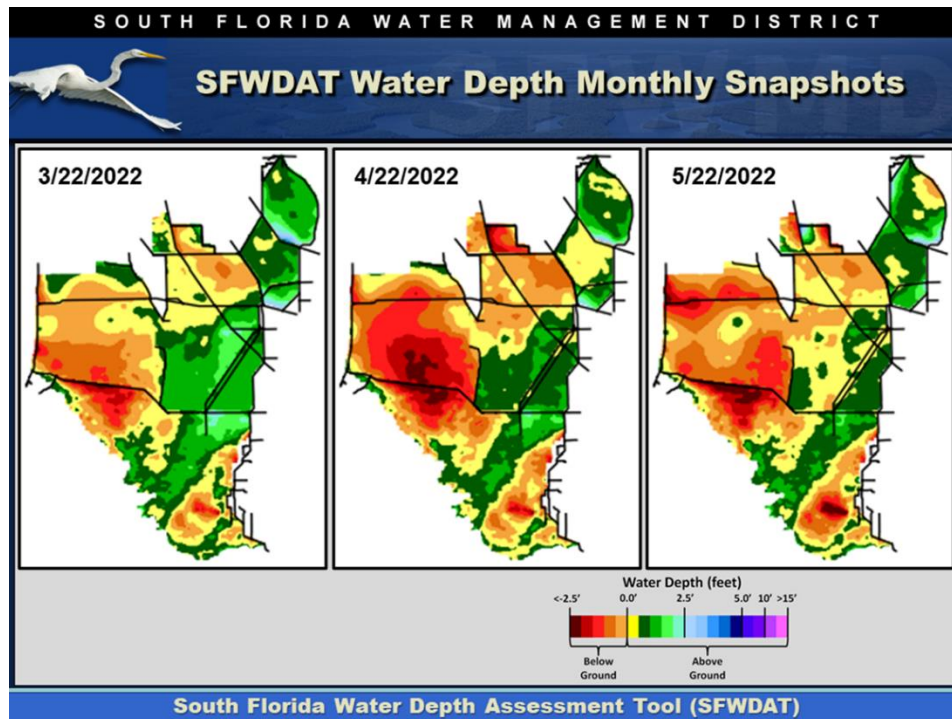 SOUTH FLORIDA WATER MANAGEMENT DISTRICT
SFWDAT Water Depth Monthly Snapshots
3/22/2022
4/22/2022
5/22/2022
Water Depth (feet)
<-2.5' 0.0' 2.5' 5.0' 10' >15'
Below Above
Ground Ground
South Florida Water Depth Assessment Tool (SFWDAT)